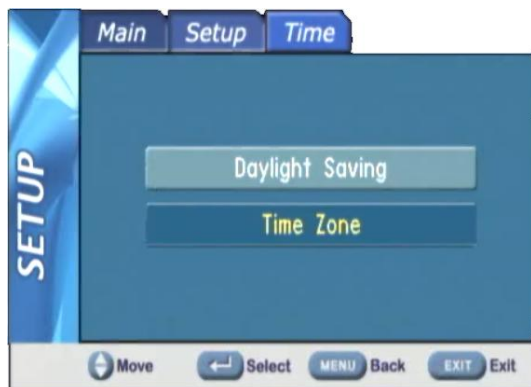 Main Setup Time
SETUP
Daylight Saving
Time Zone
Move Select MENU Back EXIT Exit